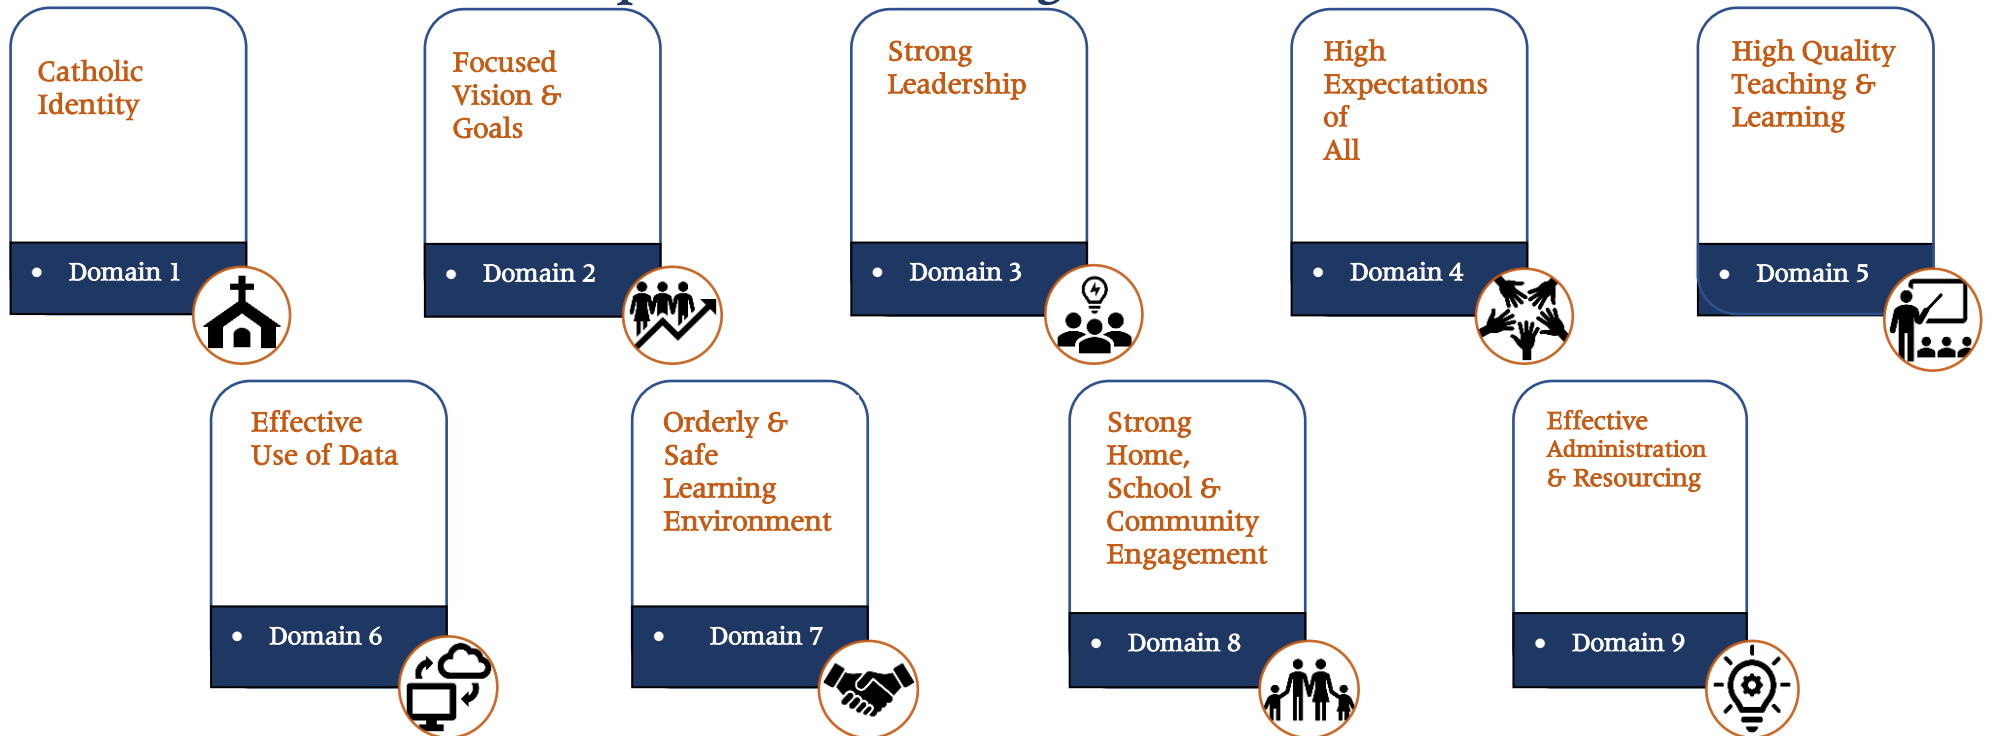 Catholic
Identity
• Domain 1
Focused
Vision &
Goals
• Domain 2
Strong
Leadership
• Domain 3
High
Expectations
of
All
• Domain 4
High Quality
Teaching &
Learning
• Domain 5
Effective
Use of Data
• Domain 6
Orderly &
Safe
Learning
Environment
• Domain 7
Strong
Home,
School &
Community
Engagement
• Domain 8
Effective
Administration
& Resourcing
• Domain 9